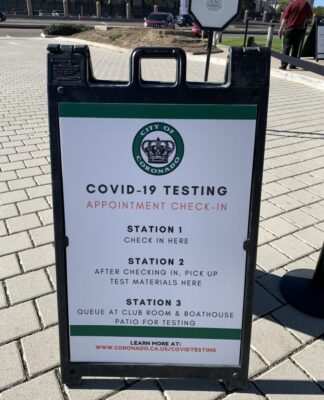 CITY OF
CORONADO
COVID-19 TESTING
APPOINTMENT CHECK-IN
STATION 1
CHECK IN HERE
STATION 2
AFTER CHECKING IN, PICK UP
TEST MATERIALS HERE
STATION 3
QUEUE AT CLUB ROOM & BOATHOUSE
PATIO FOR TESTING
LEARN MORE AT:
WWW.CORONADO.CA.US/COVIDTESTING